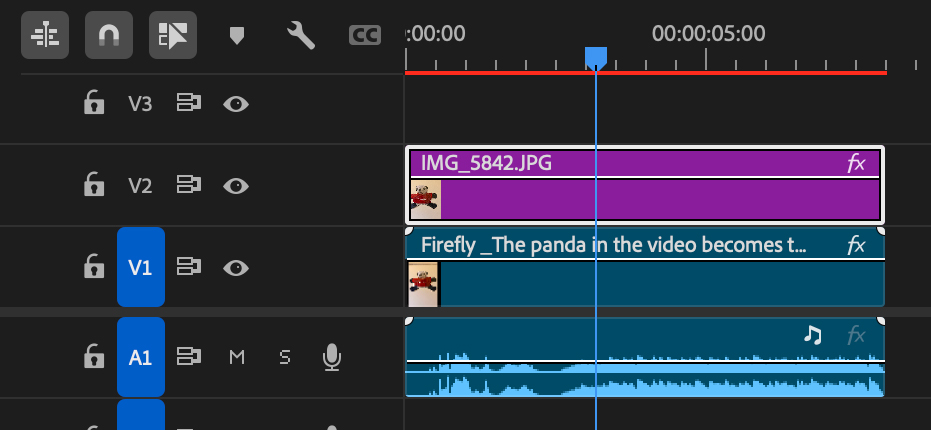 CC
:00:00
00:00:05:00
V3
V2
IMG_5842.JPG
fx
V1
Firefly _The panda in the video becomes t...
fx
A1
M
S
fx